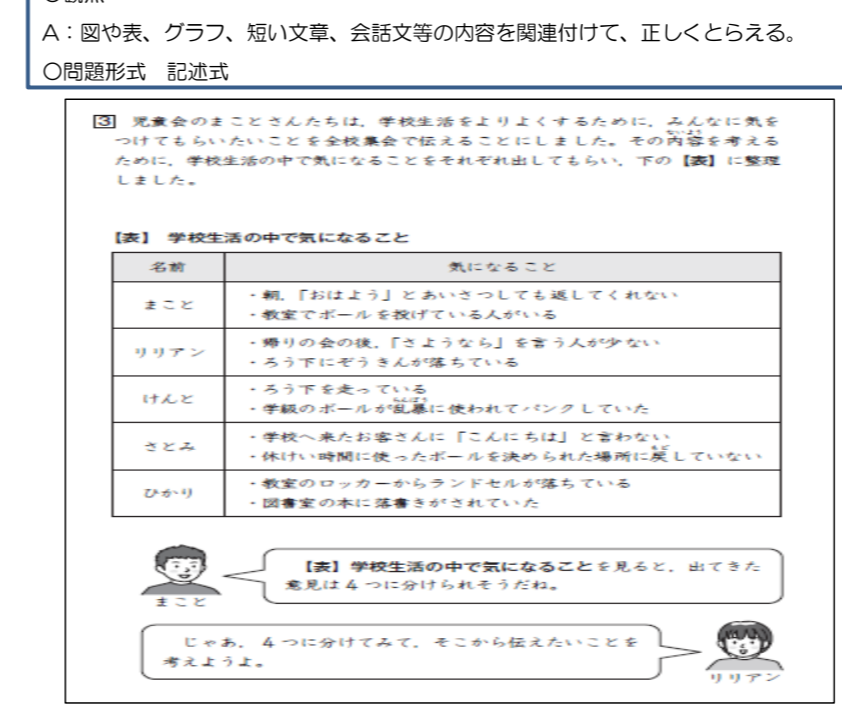 A：図や表、グラフ、短い文章、会話文等の内容を関連付けて、正しくとらえる。
〇問題形式　記述式
3 児童会のまことさんたちは、学校生活をよりよくするために、みんなに気を
つけてもらいたいことを全校集会で伝えることにしました。その内容を考える
ために、学校生活の中で気になることをそれぞれ出してもらい、下の【表】に整理
しました。
【表】 学校生活の中で気になること
名前 気になること
まこと
・朝、「おはよう」とあいさつしても返してくれない
・教室でボールを投げている人がいる
リリアン
・帰りの会の後、「さようなら」を言う人が少ない
・ろう下にぞうきんが落ちている
けんと
・ろう下を走っている
・学級のボールが乱暴に使われてパンクしていた
さとみ
・学校へ来たお客さんに「こんにちは」と言わない
・休けい時間に使ったボールを決められた場所に戻していない
ひかり
・教室のロッカーからランドセルが落ちている
・図書室の本に落書きがされていた
【表】学校生活の中で気になることを見ると、出てきた
意見は４つに分けられそうだね。
まこと
じゃあ、４つに分けてみて、そこから伝えたいことを
考えようよ。
リリアン